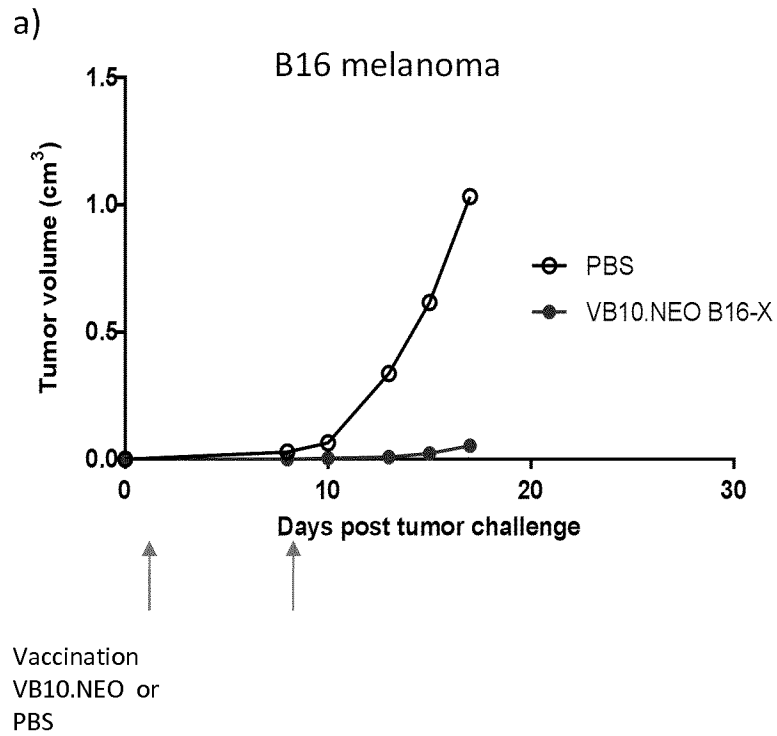 a)
B16 melanoma
1.5
1.0
0.5
0.0
Tumor volume (cm³)
PBS
VB10.NEO B16-X
0
10
20
30
Days post tumor challenge
Vaccination
VB10.NEO or
PBS